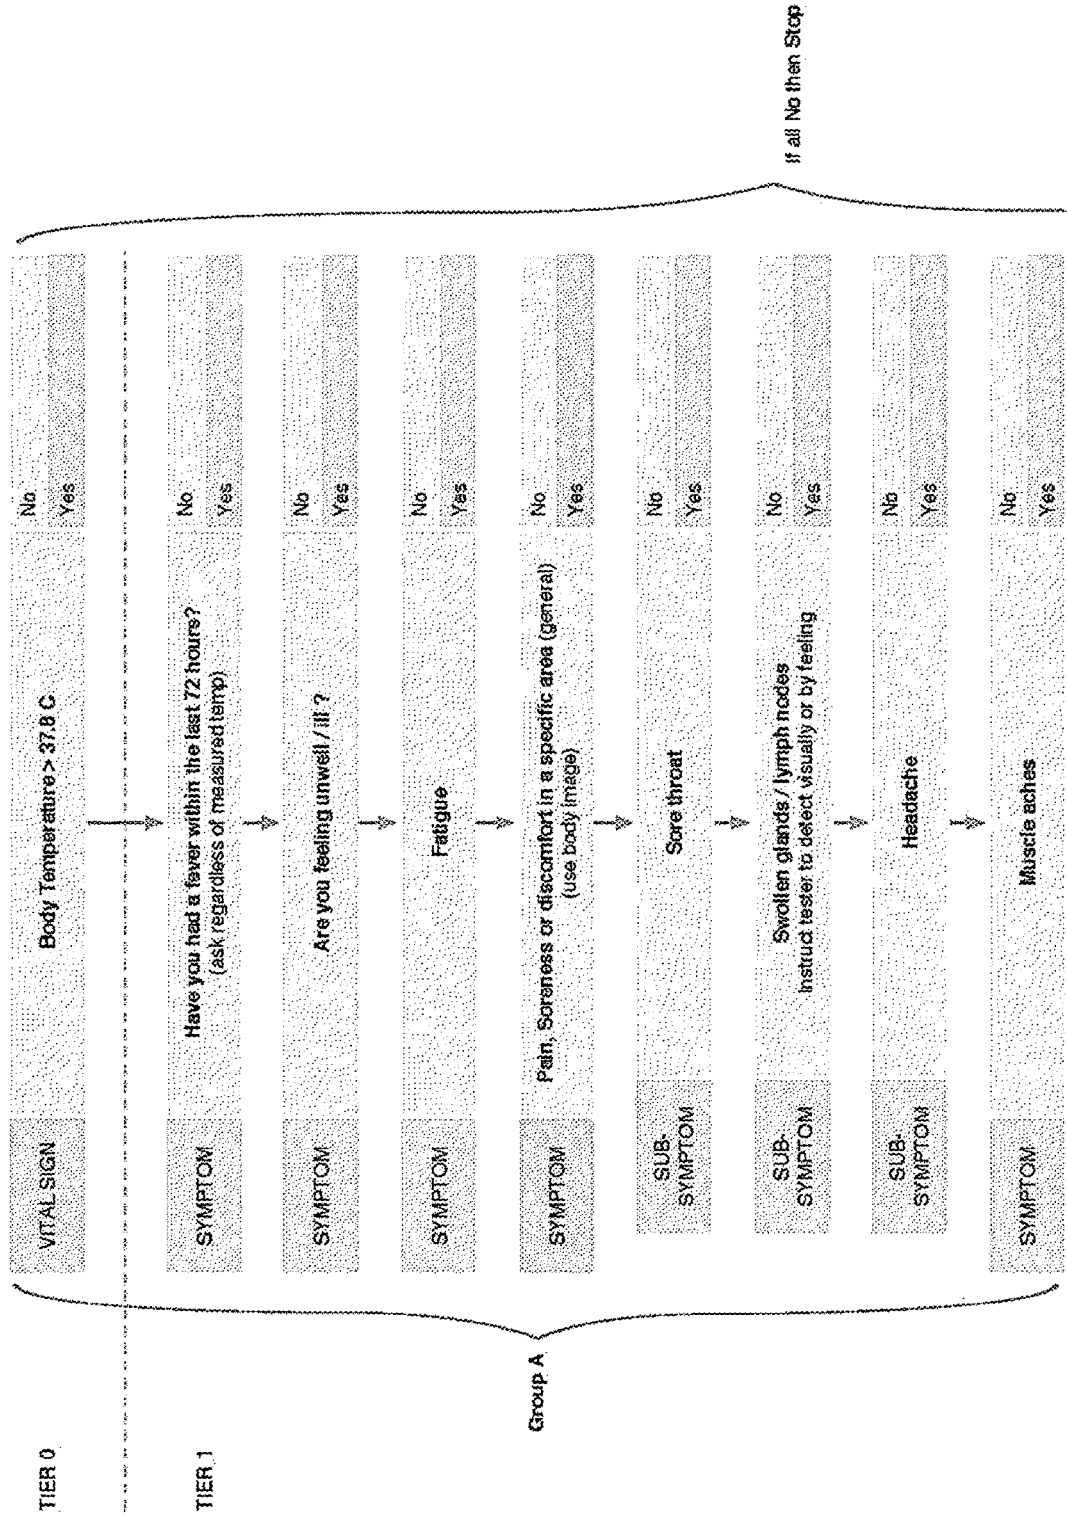 TIER 0
VITAL SIGN
Body Temperature > 37.8 C
No
Yes
TIER 1
SYMPTOM
Have you had a fever within the last 72 hours?
(ask regardless of measured temp)
No
Yes
SYMPTOM
Are you feeling unwell / ill ?
No
Yes
SYMPTOM
Fatigue
No
Yes
Group A
SYMPTOM
Pain, Soreness or discomfort in a specific area (general)
(use body image)
No
Yes
SUB-
SYMPTOM
Sore throat
No
Yes
SUB-
SYMPTOM
Swollen glands / lymph nodes
Instruct tester to detect visually or by feeling
No
Yes
SUB-
SYMPTOM
Headache
No
Yes
SYMPTOM
Muscle aches
No
Yes
If all No then Stop